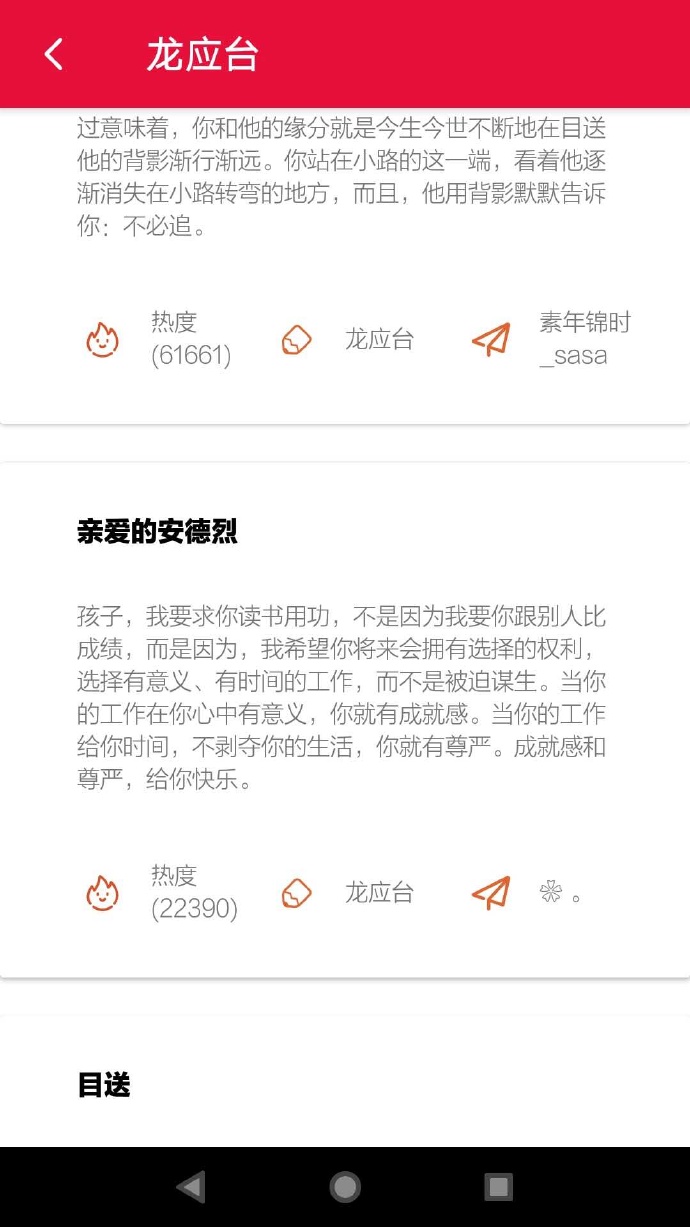 龙应台
过意味着，你和他的缘分就是今生今世不断地在目送
他的背影渐行渐远。你站在小路的这一端，看着他逐
渐消失在小路转弯的地方，而且，他用背影默默告诉
你：不必追。
热度
(61661)
龙应台
素年锦时
_sasa
亲爱的安德烈
孩子，我要求你读书用功，不是因为我要你跟别人比
成绩，而是因为，我希望你将来会拥有选择的权利，
选择有意义、有时间的工作，而不是被迫谋生。当你
的工作在你心中有意义，你就有成就感。当你的工作
给你时间，不剥夺你的生活，你就有尊严。成就感和
尊严，给你快乐。
热度
(22390)
龙应台
❀ 。
目送